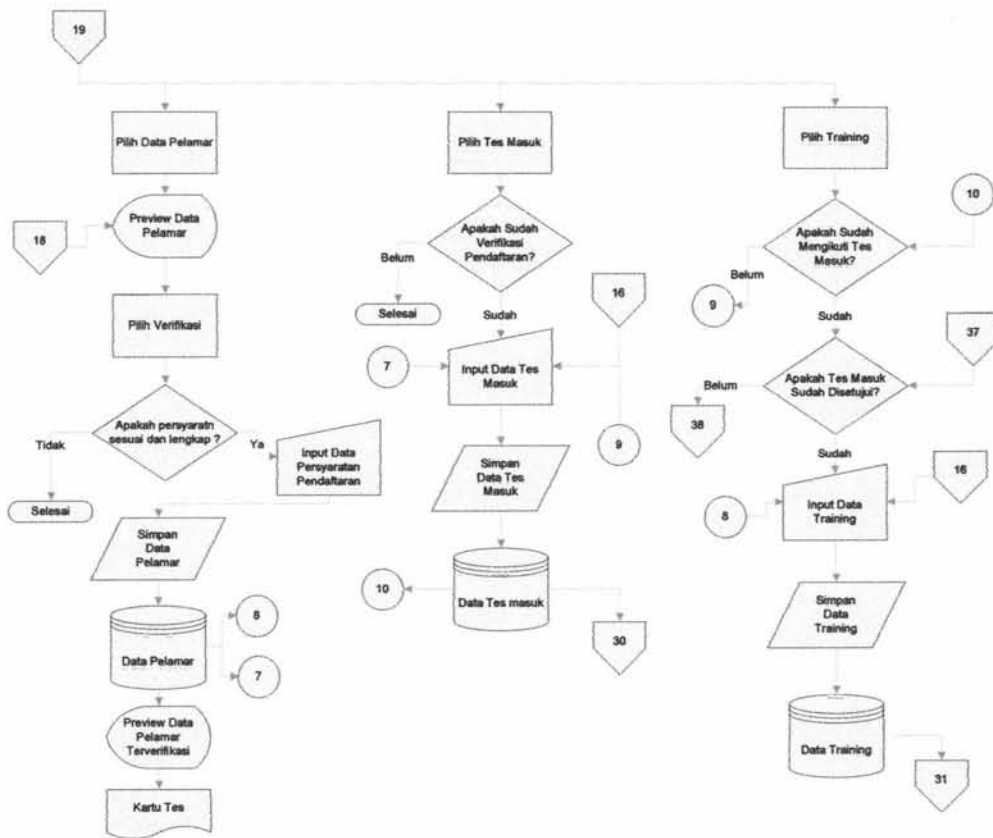 19
Pilih Data Pelamar
Preview Data
Pelamar
18
Pilih Verifikasi
Apakah persyaratn
sesuai dan lengkap ?
Tidak
Ya
Selesai
Input Data
Persyaratan
Pendaftaran
Simpan
Data
Pelamar
Data Pelamar
8
7
Preview Data
Pelamar
Terverifikasi
Kartu Tes
Pilih Tes Masuk
Apakah Sudah
Verifikasi
Pendaftaran?
Belum
Selesai
Sudah
16
7
Input Data Tes
Masuk
9
Simpan
Data Tes
Masuk
10
Data Tes masuk
30
Pilih Training
10
Apakah Sudah
Mengikuti Tes
Masuk?
Belum
9
Sudah
37
Apakah Tes Masuk
Sudah Disetujui?
Belum
38
Sudah
16
8
Input Data
Training
Simpan
Data
Training
Data Training
31